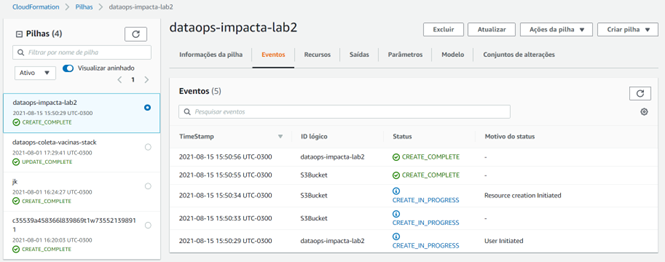 CloudFormation > Pilhas > dataops-impacta-lab2
Pilhas (4)
Filtrar por nome de pilha
Ativo Visualizar aninhado
1
dataops-impacta-lab2
2021-08-15 15:50:29 UTC-0300
CREATE_COMPLETE
dataops-coleta-vacinas-stack
2021-08-01 17:29:41 UTC-0300
UPDATE_COMPLETE
jk
2021-08-01 16:24:27 UTC-0300
CREATE_COMPLETE
2021-08-01 16:20:03 UTC-0300
CREATE_COMPLETE
dataops-impacta-lab2
Excluir Atualizar Ações da pilha Criar pilha
Informações da pilha Eventos Recursos Saídas Parâmetros Modelo Conjuntos de alterações
Eventos (5)
Pesquisar eventos
TimeStamp ID lógico Status Motivo do status
2021-08-15 15:50:56 UTC-0300 dataops-impacta-lab2 CREATE_COMPLETE -
2021-08-15 15:50:55 UTC-0300 S3Bucket CREATE_COMPLETE -
2021-08-15 15:50:34 UTC-0300 S3Bucket CREATE_IN_PROGRESS Resource creation Initiated
2021-08-15 15:50:33 UTC-0300 S3Bucket CREATE_IN_PROGRESS -
2021-08-15 15:50:29 UTC-0300 dataops-impacta-lab2 CREATE_IN_PROGRESS User Initiated